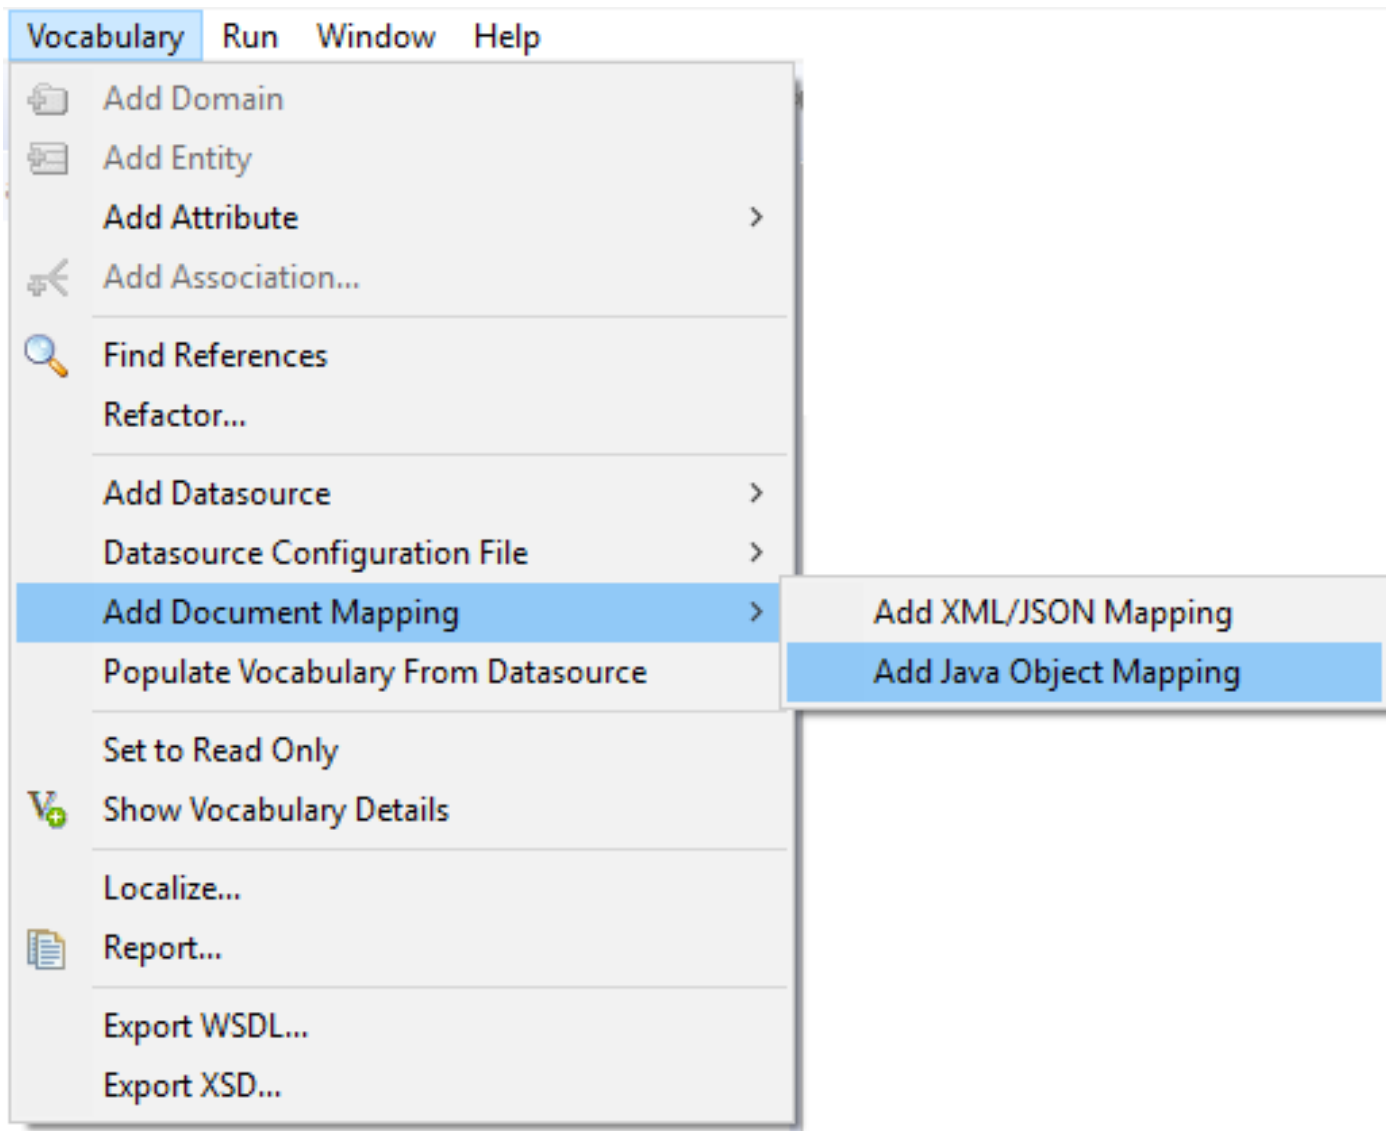 Vocabulary Run Window Help
Add Domain
Add Entity
Add Attribute
Add Association...
Find References
Refactor...
Add Datasource
Datasource Configuration File
Add Document Mapping
Add XML/JSON Mapping
Populate Vocabulary From Datasource
Add Java Object Mapping
Set to Read Only
Show Vocabulary Details
Localize...
Report...
Export WSDL...
Export XSD...